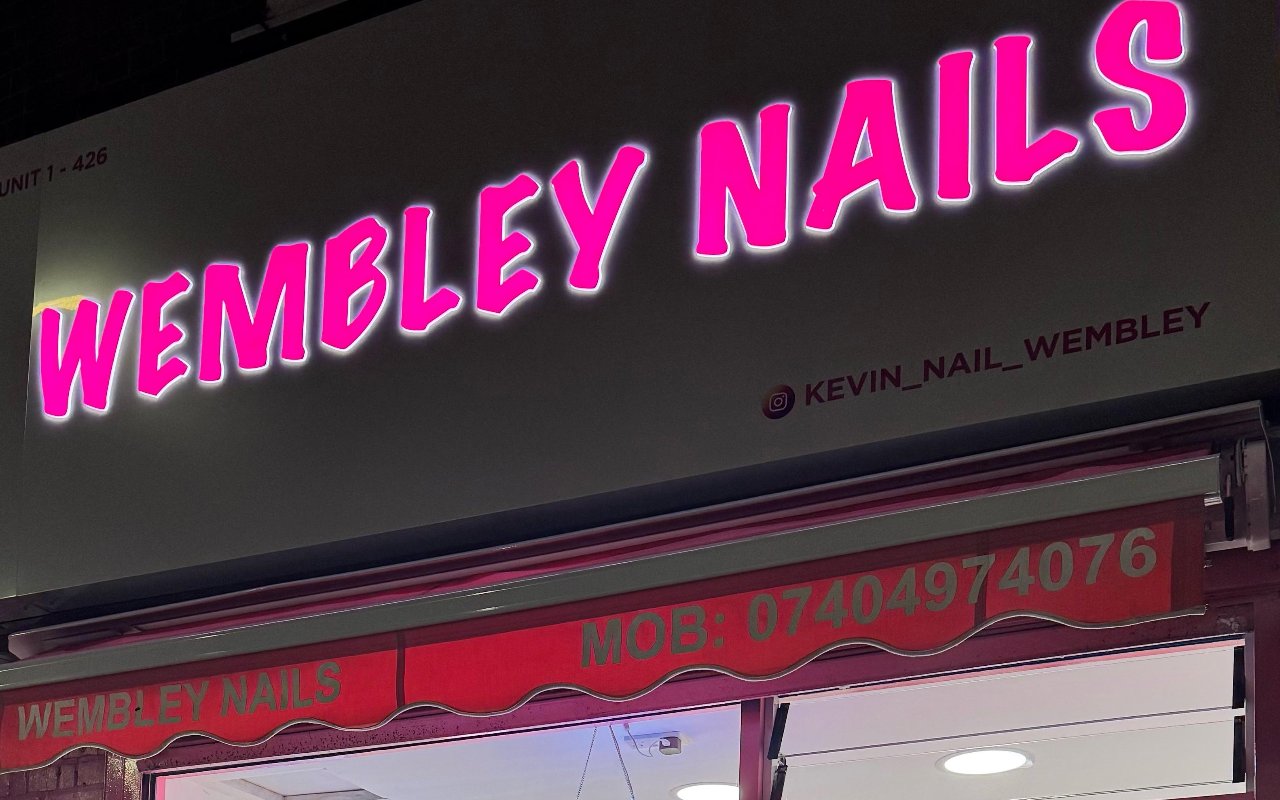 UNIT 1 - 426
WEMBLEY NAILS
KEVIN_NAIL_WEMBLEY
WEMBLEY NAILS
MOB: 07404974076